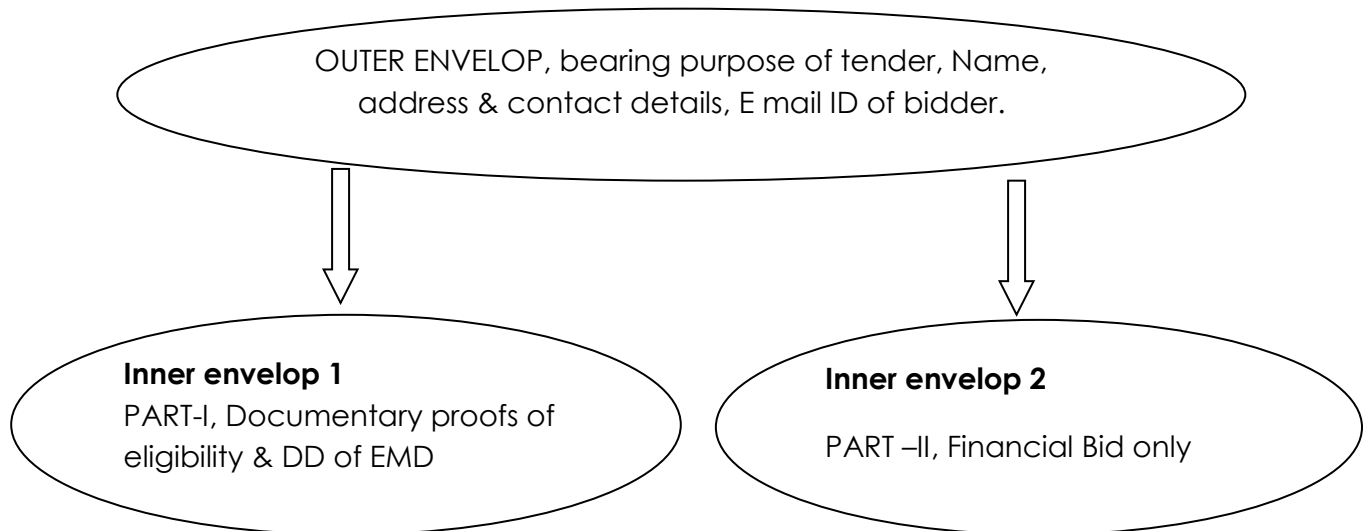 OUTER ENVELOP, bearing purpose of tender, Name,
address & contact details, E mail ID of bidder.
Inner envelop 1
PART-I, Documentary proofs of
eligibility & DD of EMD
Inner envelop 2
PART –II, Financial Bid only